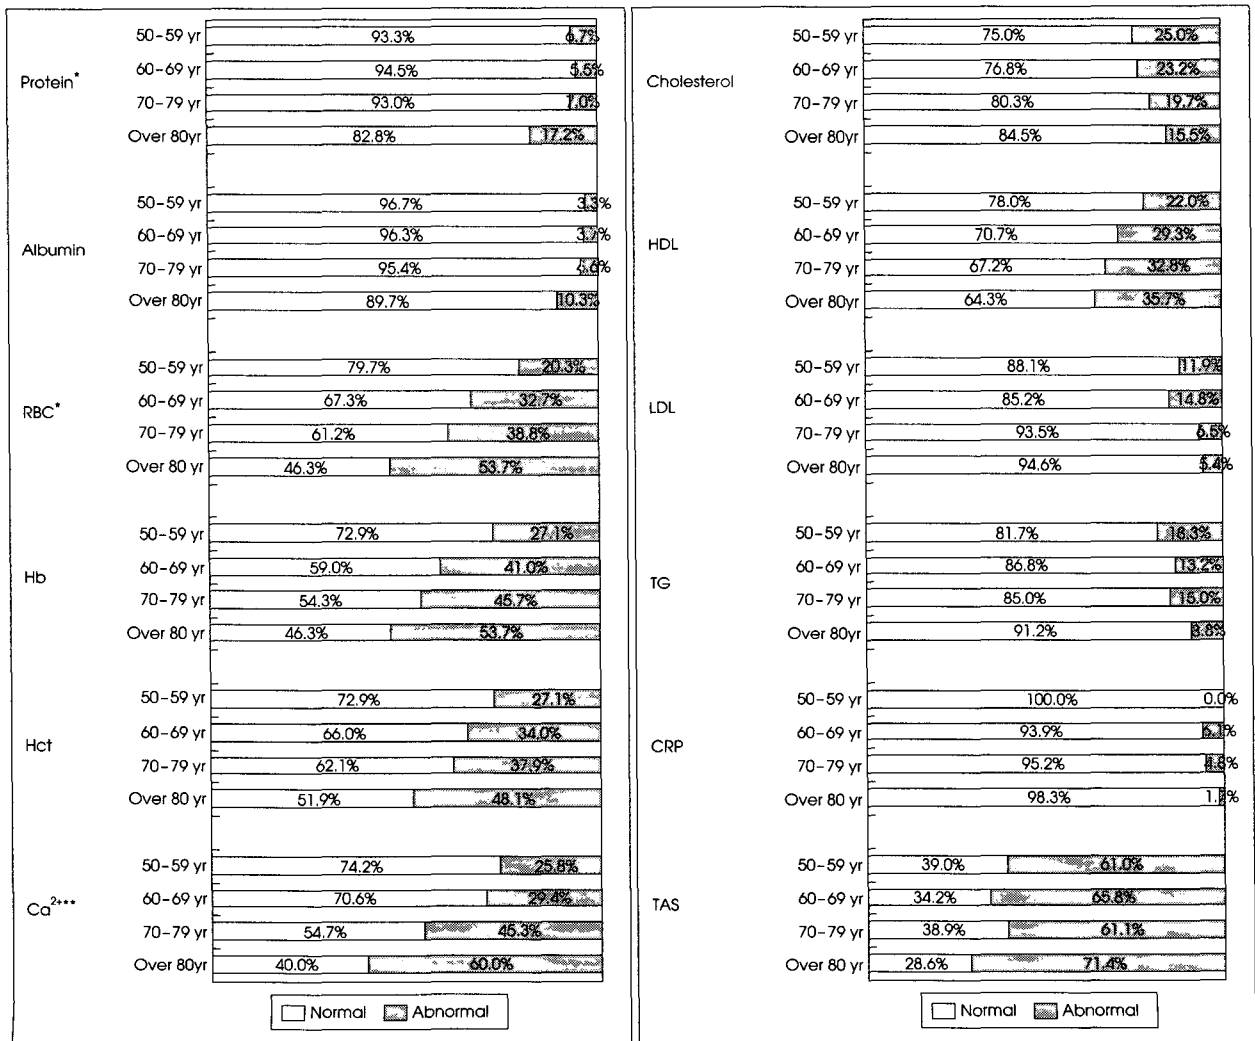 Protein*
50-59 yr 93.3% 6.7%
60-69 yr 94.5% 5.5%
70-79 yr 93.0% 7.0%
Over 80yr 82.8% 17.2%
Albumin
50-59 yr 96.7% 3.3%
60-69 yr 96.3% 3.7%
70-79 yr 95.4% 4.6%
Over 80yr 89.7% 10.3%
RBC*
50-59 yr 79.7% 20.3%
60-69 yr 67.3% 32.7%
70-79 yr 61.2% 38.8%
Over 80 yr 46.3% 53.7%
Hb
50-59 yr 72.9% 27.1%
60-69 yr 59.0% 41.0%
70-79 yr 54.3% 45.7%
Over 80 yr 46.3% 53.7%
Hct
50-59 yr 72.9% 27.1%
60-69 yr 66.0% 34.0%
70-79 yr 62.1% 37.9%
Over 80 yr 51.9% 48.1%
Ca2+**
50-59 yr 74.2% 25.8%
60-69 yr 70.6% 29.4%
70-79 yr 54.7% 45.3%
Over 80yr 40.0% 60.0%
Normal Abnormal
Cholesterol
50-59 yr 75.0% 25.0%
60-69 yr 76.8% 23.2%
70-79 yr 80.3% 19.7%
Over 80yr 84.5% 15.5%
HDL
50-59 yr 78.0% 22.0%
60-69 yr 70.7% 29.3%
70-79 yr 67.2% 32.8%
Over 80yr 64.3% 35.7%
LDL
50-59 yr 88.1% 11.9%
60-69 yr 85.2% 14.8%
70-79 yr 93.5% 6.5%
Over 80yr 94.6% 5.4%
TG
50-59 yr 81.7% 18.3%
60-69 yr 86.8% 13.2%
70-79 yr 85.0% 15.0%
Over 80yr 91.2% 8.8%
CRP
50-59 yr 100.0% 0.0%
60-69 yr 93.9% 6.1%
70-79 yr 95.2% 4.8%
Over 80 yr 98.3% 1.7%
TAS
50-59 yr 39.0% 61.0%
60-69 yr 34.2% 65.8%
70-79 yr 38.9% 61.1%
Over 80 yr 28.6% 71.4%
Normal Abnormal